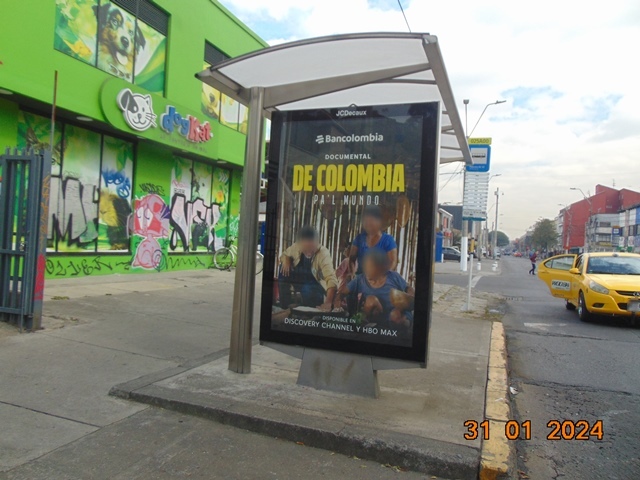 JCDecaux
Bancolombia
DOCUMENTAL
DE COLOMBIA
PA'L MUNDO
DISPONIBLE EN
DISCOVERY CHANNEL Y HBO MAX
31 01 2024